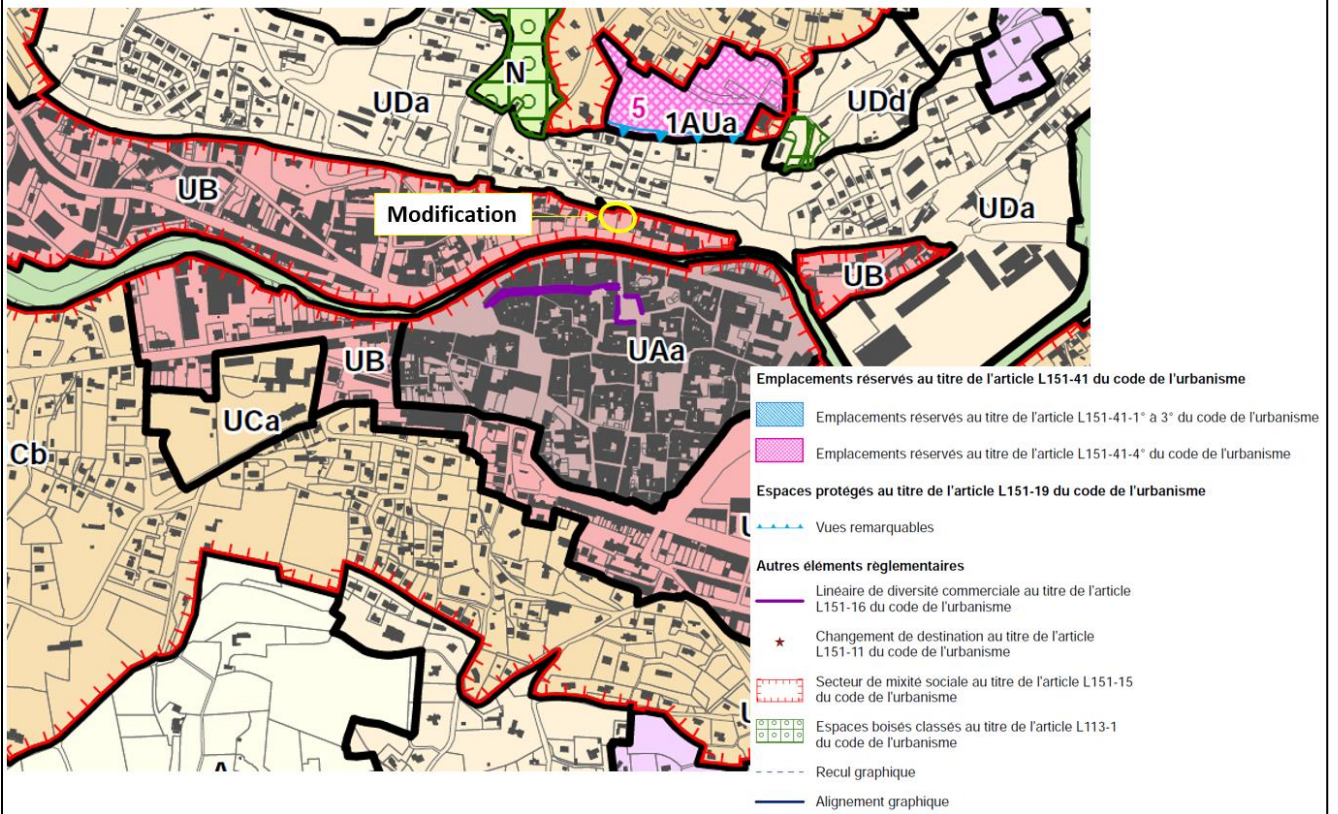 N
UDa
5
1AUa
UDd
UB
Modification
UDa
UB
UAa
UB
UCa
Cb
Emplacements réservés au titre de l'article L151-41 du code de l'urbanisme
Emplacements réservés au titre de l'article L151-41-1° à 3° du code de l'urbanisme
Emplacements réservés au titre de l'article L151-41-4° du code de l'urbanisme
Espaces protégés au titre de l'article L151-19 du code de l'urbanisme
Vues remarquables
Autres éléments règlementaires
Linéaire de diversité commerciale au titre de l'article
L151-16 du code de l'urbanisme
Changement de destination au titre de l'article
L151-11 du code de l'urbanisme
Secteur de mixité sociale au titre de l'article L151-15
du code de l'urbanisme
Espaces boisés classés au titre de l'article L113-1
du code de l'urbanisme
Recul graphique
Alignement graphique